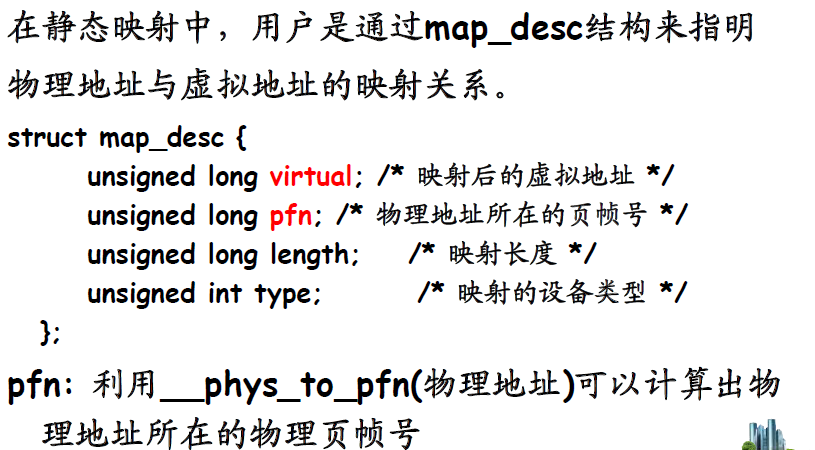 在静态映射中，用户是通过map_desc结构来指明
物理地址与虚拟地址的映射关系。
struct map_desc {
unsigned long virtual; /* 映射后的虚拟地址 */
unsigned long pfn; /* 物理地址所在的页帧号 */
unsigned long length; /* 映射长度 */
unsigned int type; /* 映射的设备类型 */
};
pfn: 利用__phys_to_pfn(物理地址)可以计算出物
理地址所在的物理页帧号